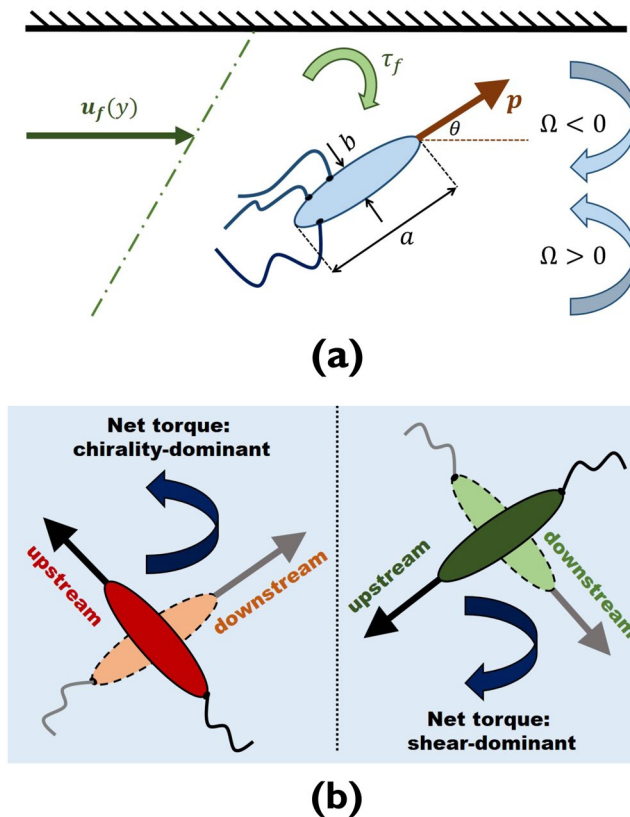 τ_f
u_f(y)
p
b
θ
Ω < 0
a
Ω > 0
(a)
Net torque:
chirality-dominant
upstream
downstream
upstream
downstream
Net torque:
shear-dominant
(b)